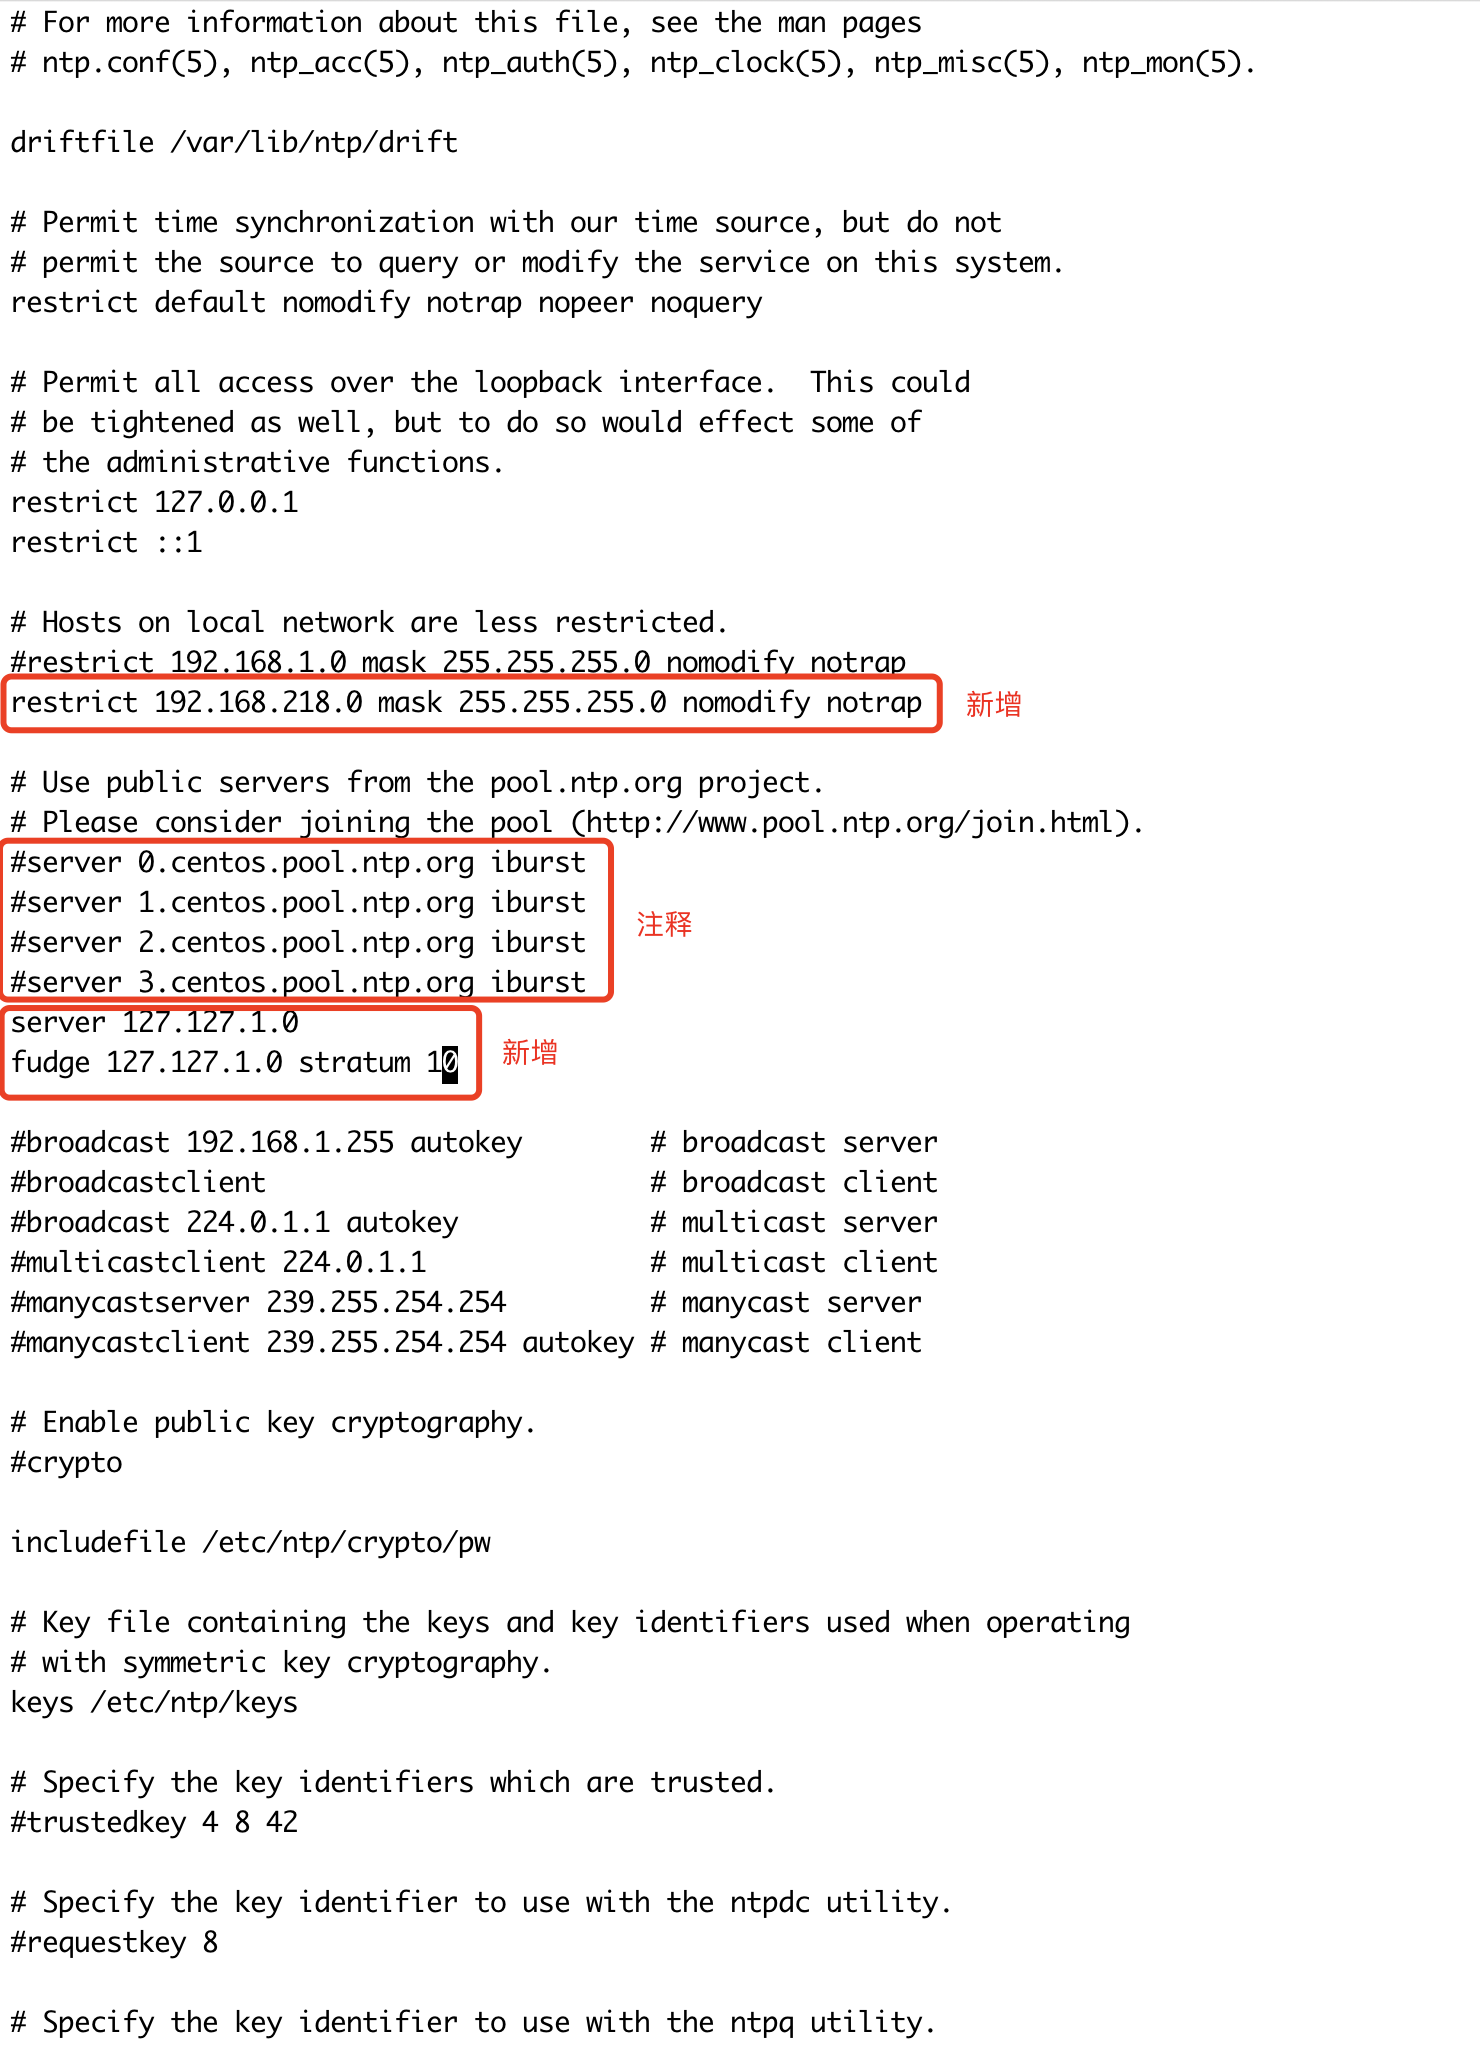 # For more information about this file, see the man pages
# ntp.conf(5), ntp_acc(5), ntp_auth(5), ntp_clock(5), ntp_misc(5), ntp_mon(5).
driftfile /var/lib/ntp/drift
# Permit time synchronization with our time source, but do not
# permit the source to query or modify the service on this system.
restrict default nomodify notrap nopeer noquery
# Permit all access over the loopback interface.  This could
# be tightened as well, but to do so would effect some of
# the administrative functions.
restrict 127.0.0.1
restrict ::1
# Hosts on local network are less restricted.
#restrict 192.168.1.0 mask 255.255.255.0 nomodify notrap
restrict 192.168.218.0 mask 255.255.255.0 nomodify notrap 新增
# Use public servers from the pool.ntp.org project.
# Please consider joining the pool (http://www.pool.ntp.org/join.html).
#server 0.centos.pool.ntp.org iburst
#server 1.centos.pool.ntp.org iburst
注释
#server 2.centos.pool.ntp.org iburst
#server 3.centos.pool.ntp.org iburst
server 127.127.1.0
fudge 127.127.1.0 stratum 10 新增
#broadcast 192.168.1.255 autokey        # broadcast server
#broadcastclient                        # broadcast client
#broadcast 224.0.1.1 autokey            # multicast server
#multicastclient 224.0.1.1              # multicast client
#manycastserver 239.255.254.254         # manycast server
#manycastclient 239.255.254.254 autokey # manycast client
# Enable public key cryptography.
#crypto
includefile /etc/ntp/crypto/pw
# Key file containing the keys and key identifiers used when operating
# with symmetric key cryptography.
keys /etc/ntp/keys
# Specify the key identifiers which are trusted.
#trustedkey 4 8 42
# Specify the key identifier to use with the ntpdc utility.
#requestkey 8
# Specify the key identifier to use with the ntpq utility.